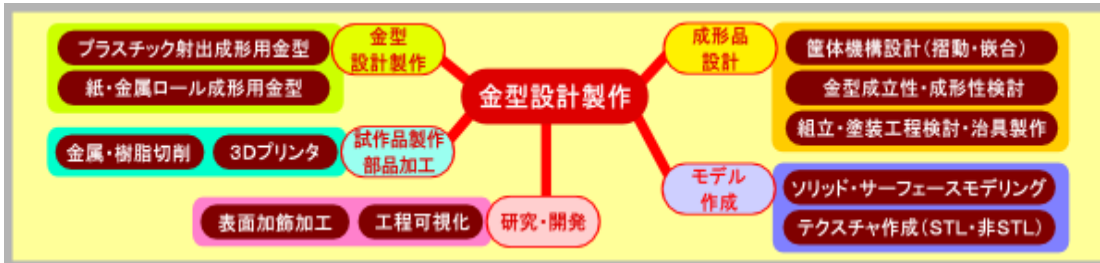 プラスチック射出成形用金型
紙・金属ロール成形用金型
金型
設計製作
金属・樹脂切削
3Dプリンタ
試作品製作
部品加工
表面加飾加工
工程可視化
研究・開発
金型設計製作
成形品
設計
筐体機構設計(摺動・嵌合)
金型成立性・成形性検討
組立・塗装工程検討・治具製作
モデル
作成
ソリッド・サーフェースモデリング
テクスチャ作成(STL・非STL)